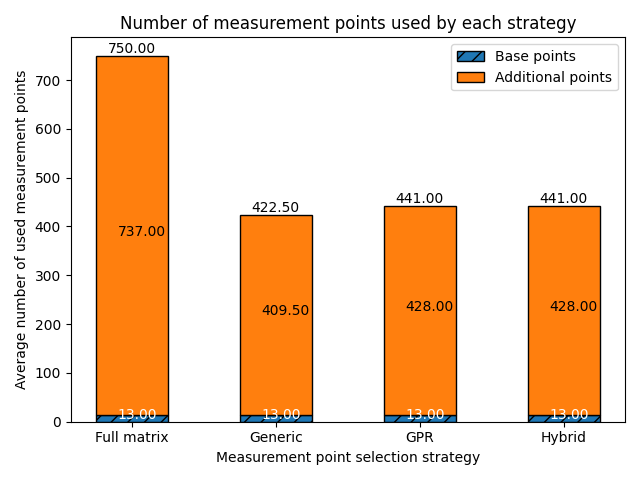 Number of measurement points used by each strategy
Base points
Additional points
Average number of used measurement points
700
600
500
400
300
200
100
0
750.00
737.00
13.00
422.50
409.50
13.00
441.00
428.00
13.00
441.00
428.00
13.00
Full matrix
Generic
GPR
Hybrid
Measurement point selection strategy